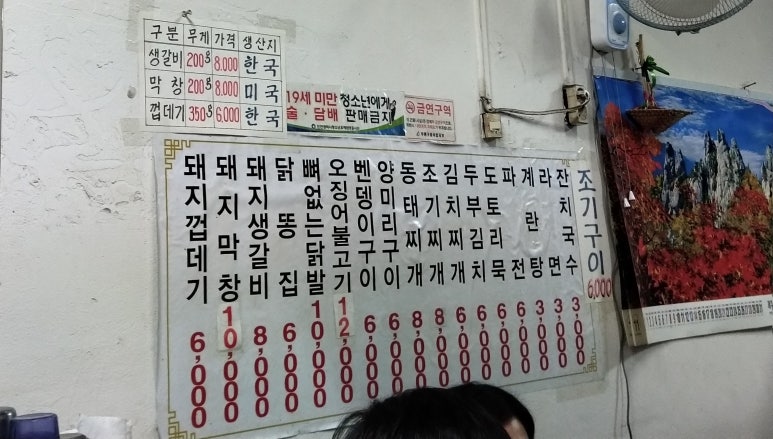 구분 무게 가격 생산지
생갈비 200g 8.000 한국
막창 200g 8.000 미국
껍데기 350g 6.000 한국
19세 미만 청소년에게
술·담배 판매금지
금연구역
돼지껍데기 6,000
돼지막창 10,000
돼지생갈비 8,000
닭똥집 6,000
뼈없는닭발 10,000
오징어불고기 12,000
벤뎅이구이 6,000
양미리구이 6,000
동태찌개 8,000
조기찌개 8,000
김치찌개 6,000
두부김치 6,000
도토리묵 6,000
파전 6,000
계란탕 3,000
라면 3,000
잔치국수 3,000
조기구이 6,000